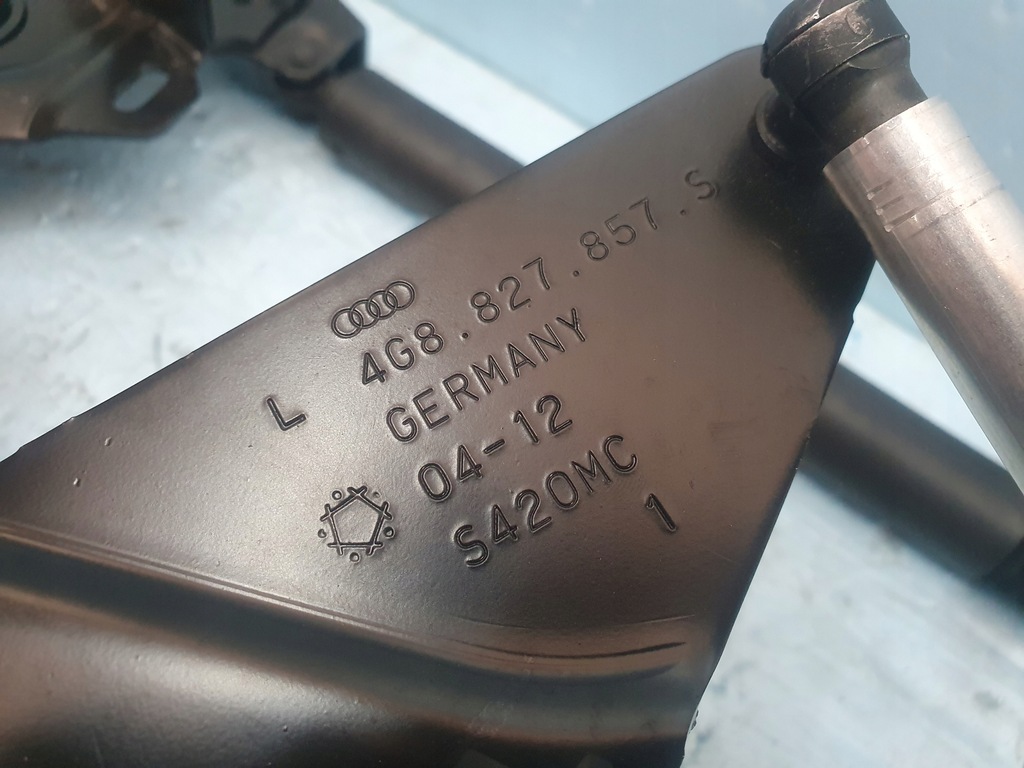 4G8.827.857.S
L
GERMANY
04-12
S420MC
1